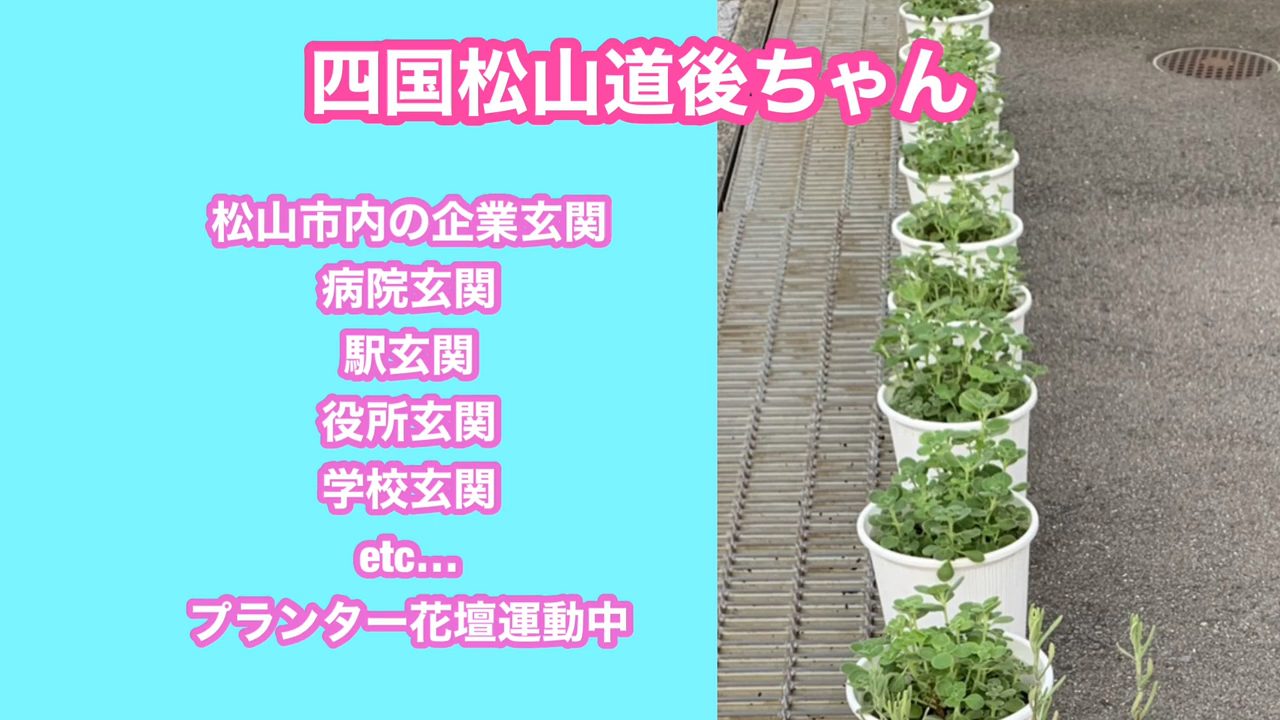 四国松山道後ちゃん
松山市内の企業玄関
病院玄関
駅玄関
役所玄関
学校玄関
etc…
プランター花壇運動中